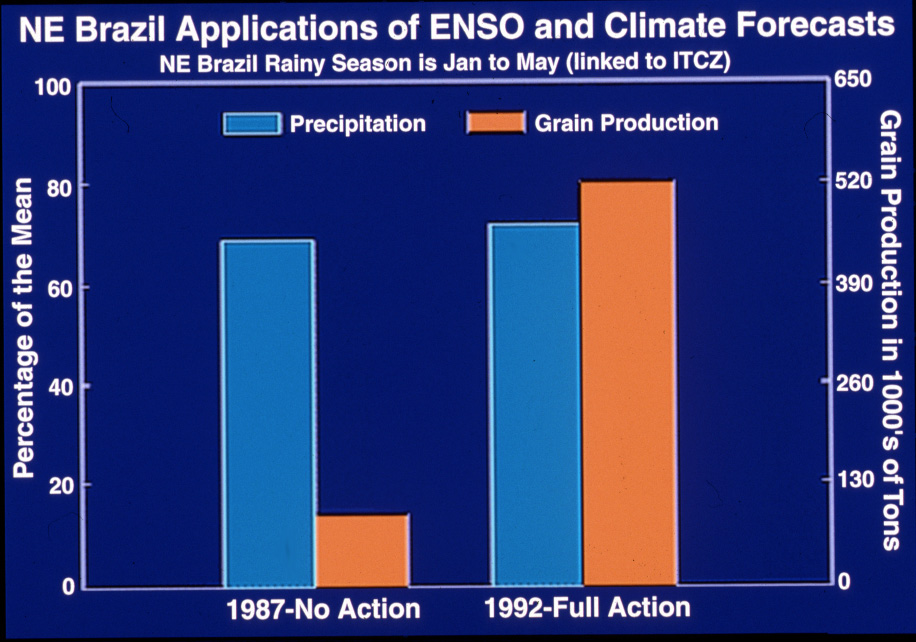 NE Brazil Applications of ENSO and Climate Forecasts
NE Brazil Rainy Season is Jan to May (linked to ITCZ)
Precipitation
Grain Production
Percentage of the Mean
100
80
60
40
20
0
Grain Production in 1000's of Tons
650
520
390
260
130
0
1987-No Action
1992-Full Action